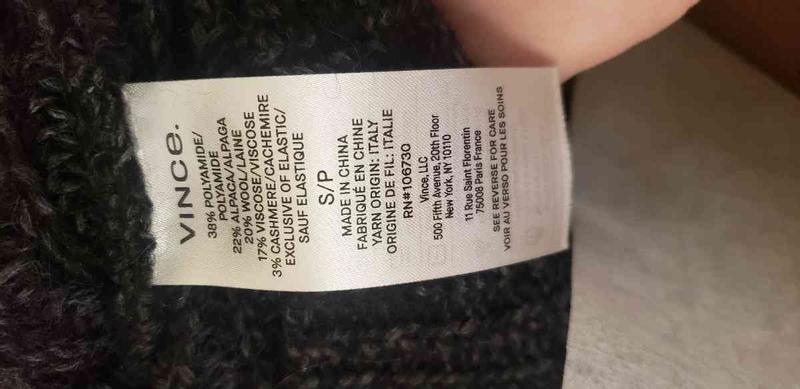 VINCE.
38% POLYAMIDE/
POLYAMIDE
22% ALPACA/ALPAGA
20% WOOL/LAINE
17% VISCOSE/VISCOSE
3% CASHMERE/CACHEMIRE
EXCLUSIVE OF ELASTIC/
SAUF ELASTIQUE
S/P
MADE IN CHINA
FABRIQUÉ EN CHINE
YARN ORIGIN: ITALY
ORIGINE DE FIL: ITALIE
RN#106730
Vince, LLC
500 Fifth Avenue, 20th Floor
New York, NY 10110
11 Rue Saint Florentin
75008 Paris France
SEE REVERSE FOR CARE
VOIR AU VERSO POUR LES SOINS